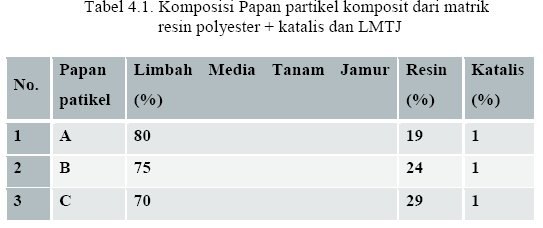 Tabel 4.1. Komposisi Papan partikel komposit dari matrik
resin polyester + katalis dan LMTJ
No. Papan patikel Limbah Media Tanam Jamur (%) Resin (%) Katalis (%)
1 A 80 19 1
2 B 75 24 1
3 C 70 29 1